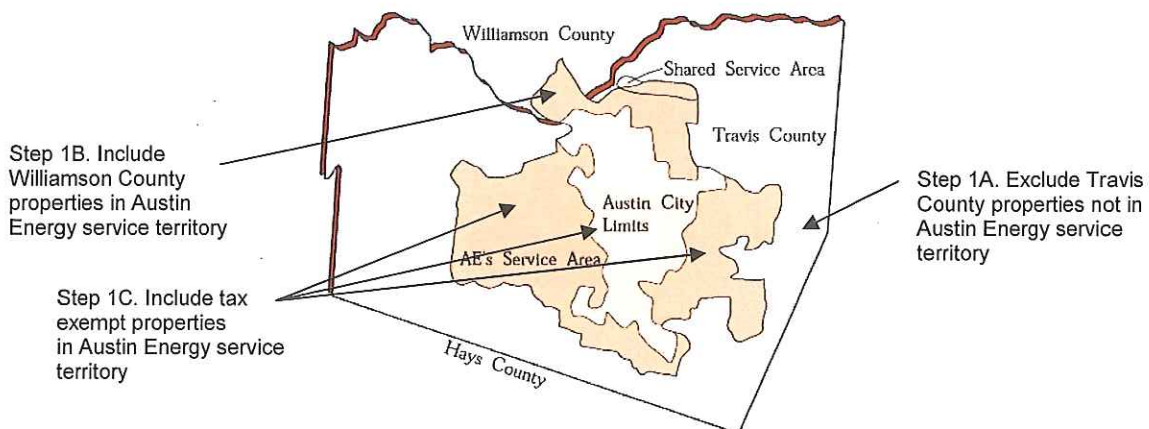 Williamson County
Shared Service Area
Travis County
Step 1B. Include
Williamson County
properties in Austin
Energy service territory
Step 1A. Exclude Travis
County properties not in
Austin Energy service
territory
Austin City
Limits
AE's Service Area
Step 1C. Include tax
exempt properties
in Austin Energy service
territory
Hays County